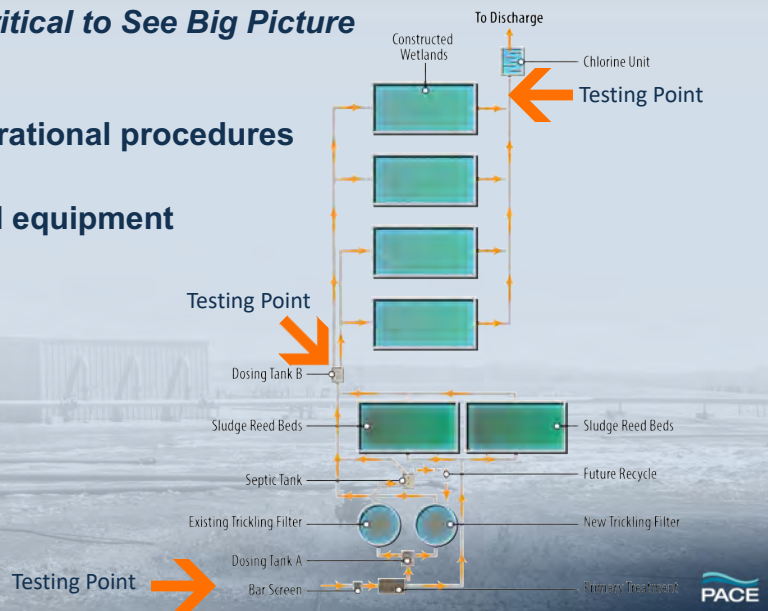 ritical to See Big Picture
To Discharge
Constructed
Wetlands
Chlorine Unit
Testing Point
rational procedures
l equipment
Testing Point
Dosing Tank B
Sludge Reed Beds
Sludge Reed Beds
Septic Tank
Future Recycle
Existing Trickling Filter
New Trickling Filter
Dosing Tank A
Testing Point
Bar Screen
Primary Treatment
PACE